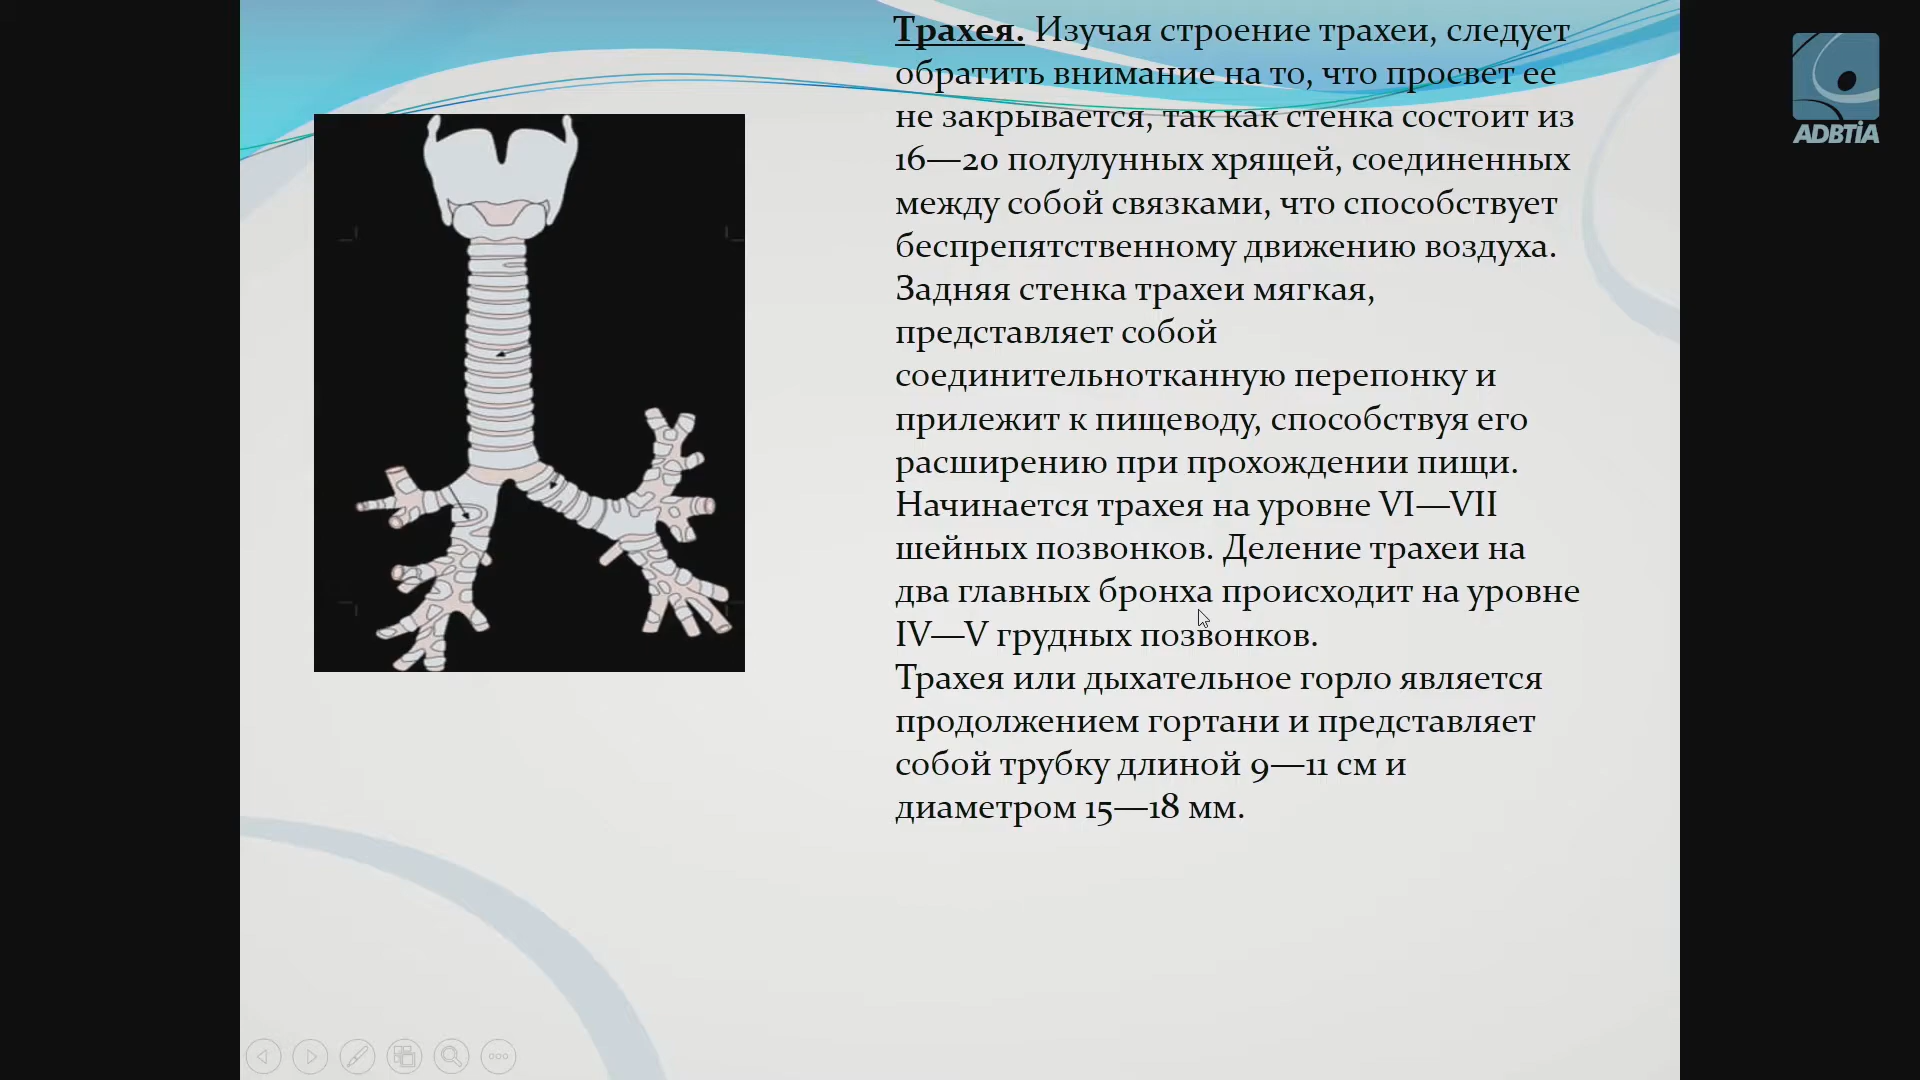 Трахея. Изучая строение трахеи, следует
обратить внимание на то, что просвет ее
не закрывается, так как стенка состоит из
16—20 полулунных хрящей, соединенных
между собой связками, что способствует
беспрепятственному движению воздуха.
Задняя стенка трахеи мягкая,
представляет собой
соединительнотканную перепонку и
прилежит к пищеводу, способствуя его
расширению при прохождении пищи.
Начинается трахея на уровне VI—VII
шейных позвонков. Деление трахеи на
два главных бронха происходит на уровне
IV—V грудных позвонков.
Трахея или дыхательное горло является
продолжением гортани и представляет
собой трубку длиной 9—11 см и
диаметром 15—18 мм.
ADBTİA